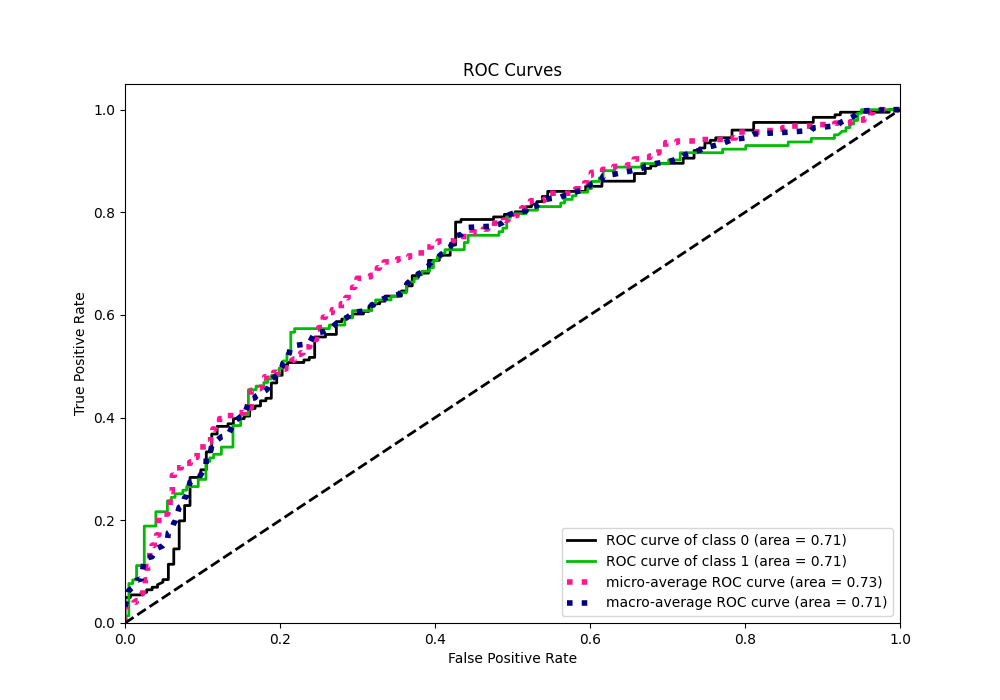 ROC Curves
True Positive Rate
1.0
0.8
0.6
0.4
0.2
0.0
0.0 0.2 0.4 0.6 0.8 1.0
False Positive Rate
ROC curve of class 0 (area = 0.71)
ROC curve of class 1 (area = 0.71)
micro-average ROC curve (area = 0.73)
macro-average ROC curve (area = 0.71)